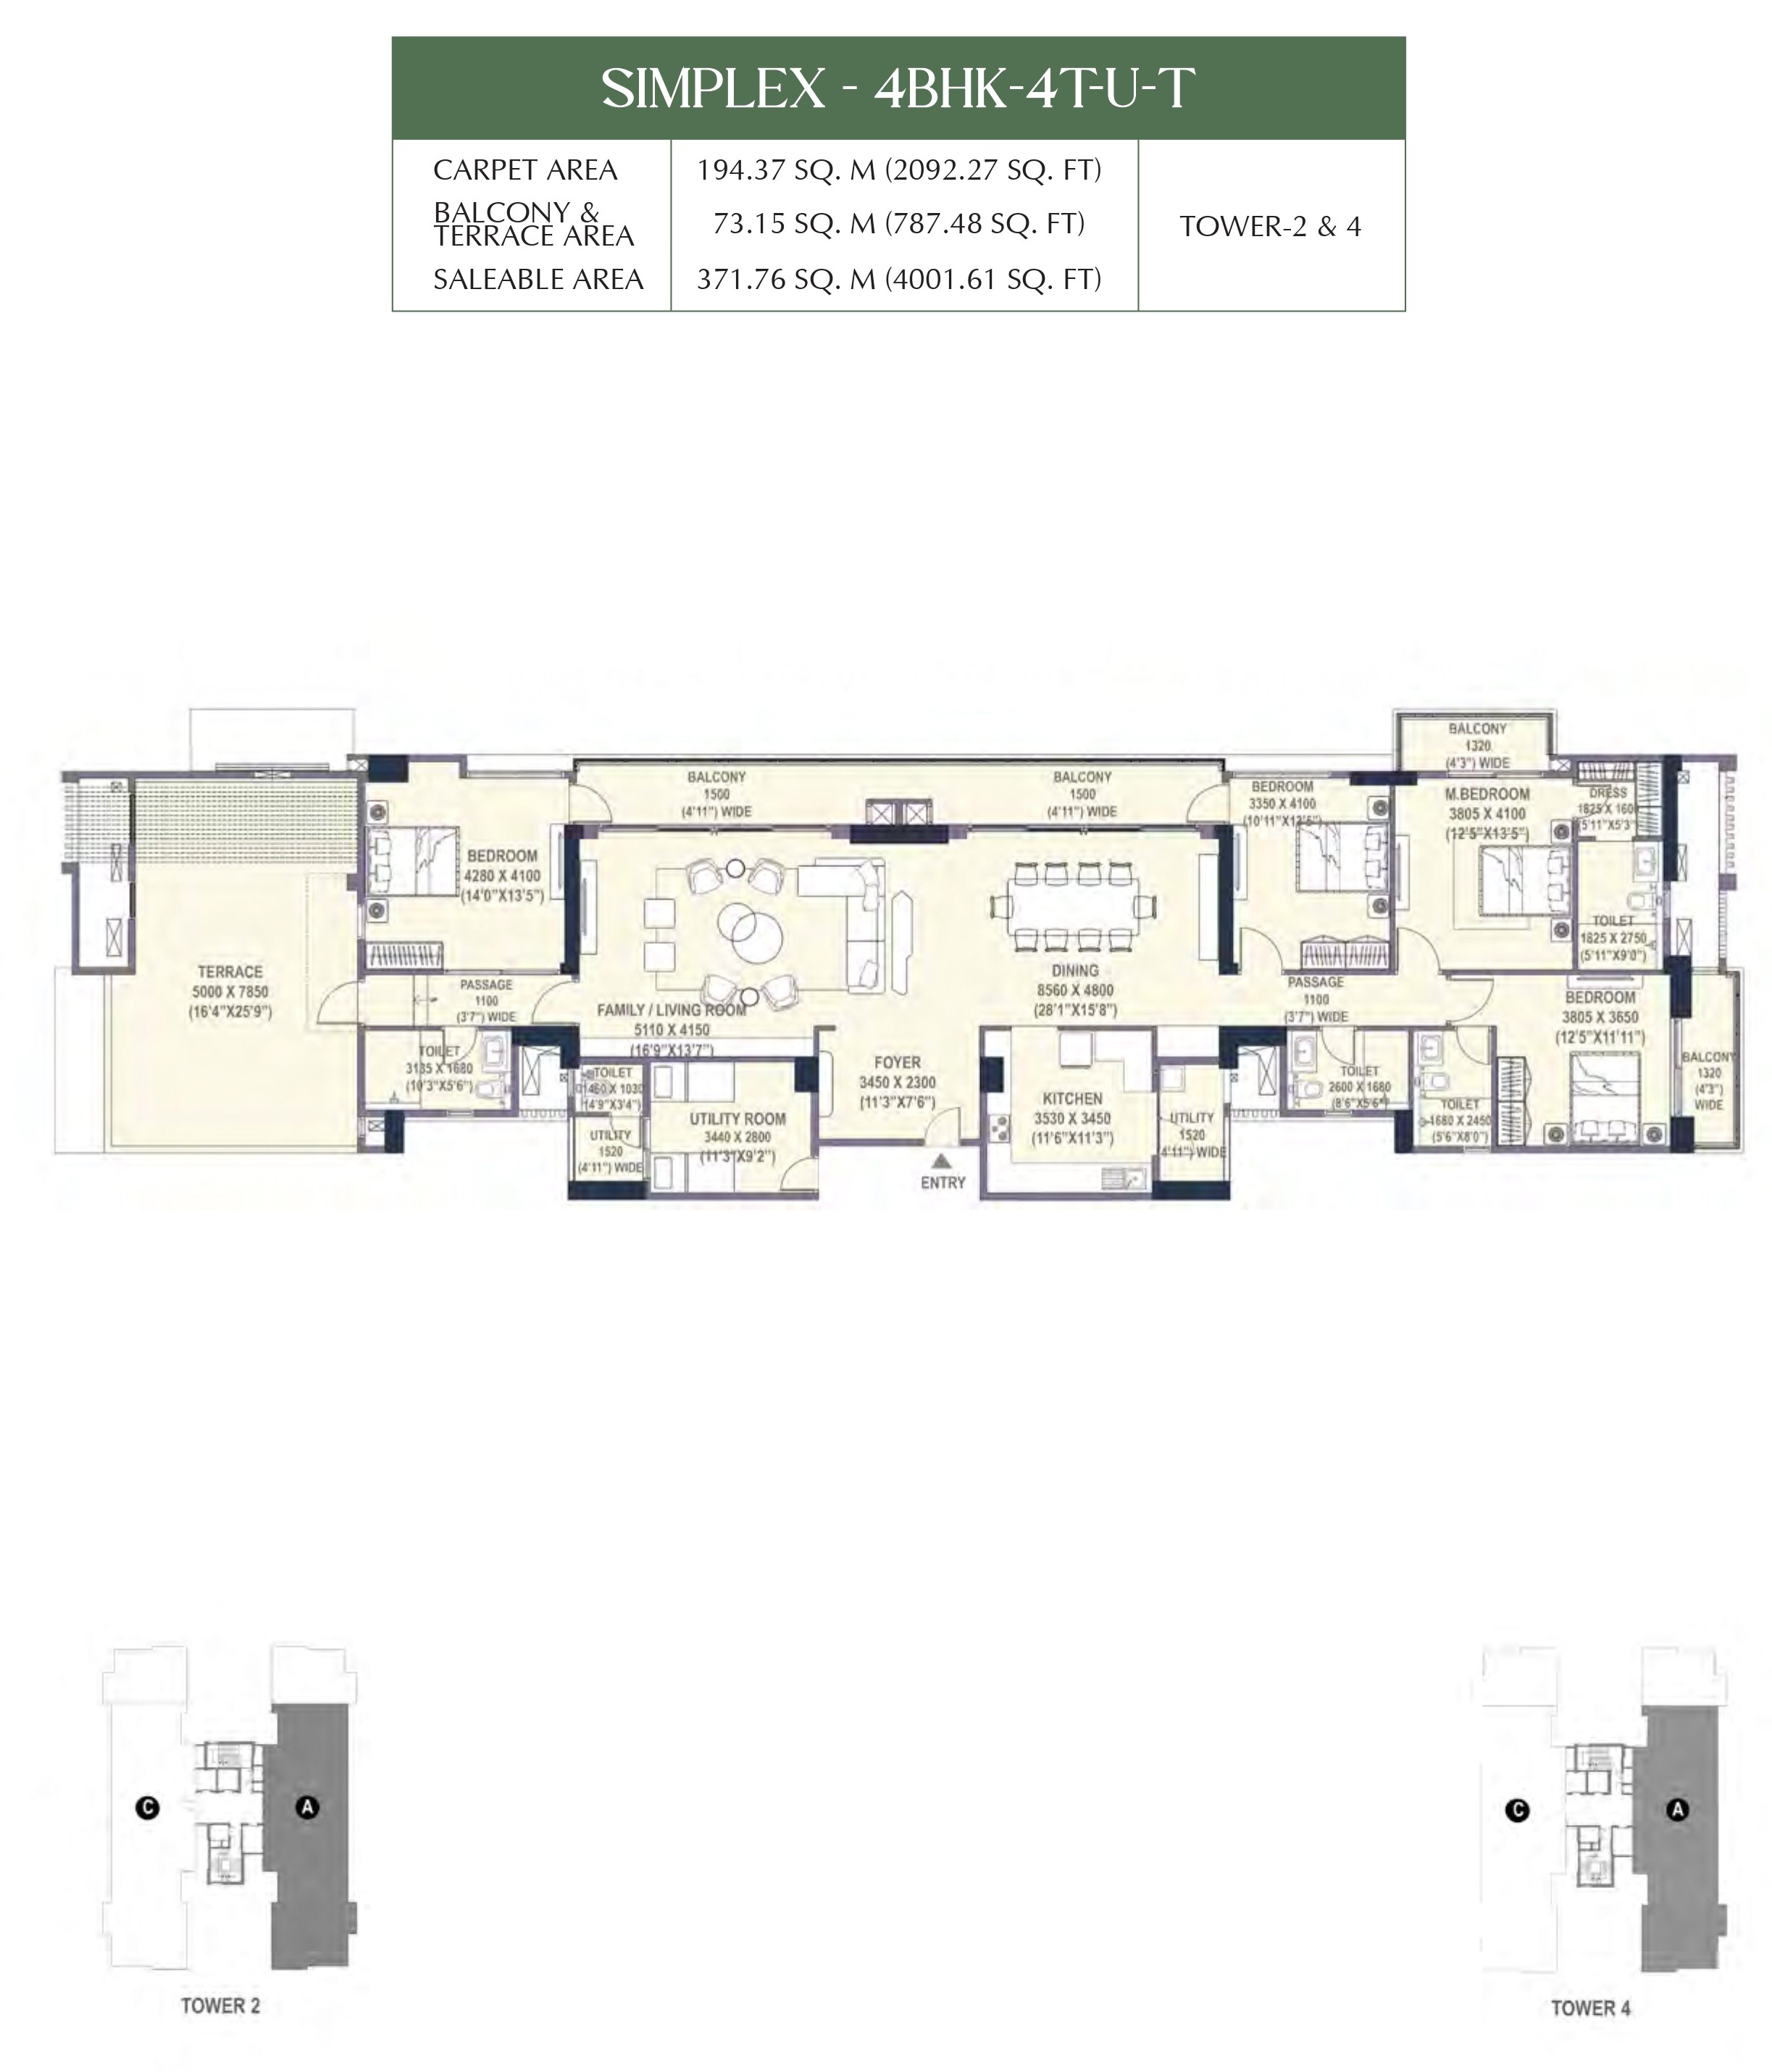 SIMPLEX - 4BHK-4T-U-T
CARPET AREA
194.37 SQ. M (2092.27 SQ. FT)
BALCONY &
TERRACE AREA
73.15 SQ. M (787.48 SQ. FT)
TOWER-2 & 4
SALEABLE AREA
371.76 SQ. M (4001.61 SQ. FT)
BALCONY
1320
(4'3") WIDE
BALCONY
1500
(4'11") WIDE
BALCONY
1500
(4'11") WIDE
BEDROOM
3350 X 4100
M.BEDROOM
3805 X 4100
(12'5"X13'5")
DRESS
(5'11"X5'3"
BEDROOM
4280 X 4100
(14'0"X13'5")
TOILET
1825 X 2750
(5'11"X9'0")
TERRACE
5000 X 7850
(16'4"X25'9")
PASSAGE
1100
(3'7") WIDE
FAMILY / LIVING ROOM
5110 X 4150
(16'9"X13'7")
DINING
8560 X 4800
(28'1"X15'8")
PASSAGE
1100
(3'7") WIDE
BEDROOM
3805 X 3650
(12'5"X11'11")
TOILET
3135 X 1680
(10'3"X5'6")
TOILET
1460 X 1030
(4'9"X3'4")
FOYER
3450 X 2300
(11'3"X7'6")
KITCHEN
3530 X 3450
(11'6"X11'3")
TOILET
2600 X 1680
(8'6"X5'6")
BALCONY
1320
(4'3")
WIDE
UTILITY ROOM
3440 X 2800
(11'3"X9'2")
UTILITY
1520
(4'11") WIDE
UTILITY
1520
4'11") WIDE
TOILET
1680 X 2450
(5'6"X8'0")
ENTRY
C
A
TOWER 2
C
A
TOWER 4